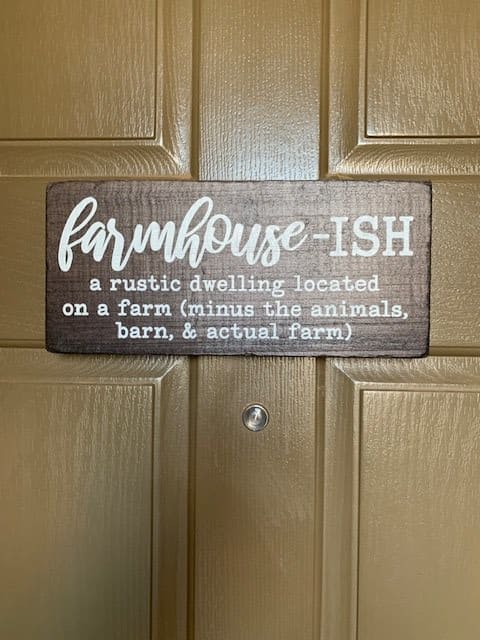 farmhouse-ISH
a rustic dwelling located
on a farm (minus the animals,
barn, & actual farm)